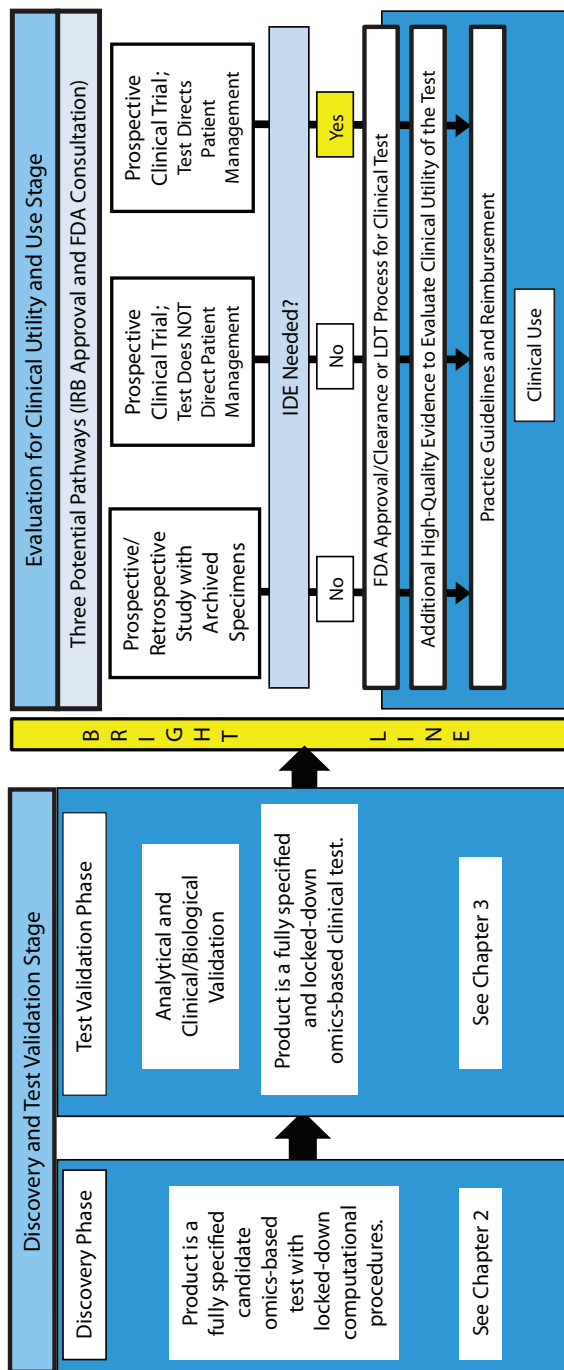 Discovery and Test Validation Stage
Discovery Phase
Product is a
fully specified
candidate
omics-based
test with
locked-down
computational
procedures.
See Chapter 2
Test Validation Phase
Analytical and
Clinical/Biological
Validation
Product is a fully specified
and locked-down
omics-based clinical test.
See Chapter 3
BRIGHT LINE
Evaluation for Clinical Utility and Use Stage
Three Potential Pathways (IRB Approval and FDA Consultation)
Prospective/
Retrospective
Study with
Archived
Specimens
Prospective
Clinical Trial;
Test Does NOT
Direct Patient
Management
Prospective
Clinical Trial;
Test Directs
Patient
Management
IDE Needed?
No
No
Yes
FDA Approval/Clearance or LDT Process for Clinical Test
Additional High-Quality Evidence to Evaluate Clinical Utility of the Test
Practice Guidelines and Reimbursement
Clinical Use